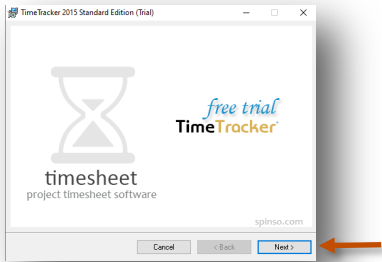 TimeTracker 2015 Standard Edition (Trial)
free trial
TimeTracker
timesheet
project timesheet software
spinso.com
Cancel < Back Next >